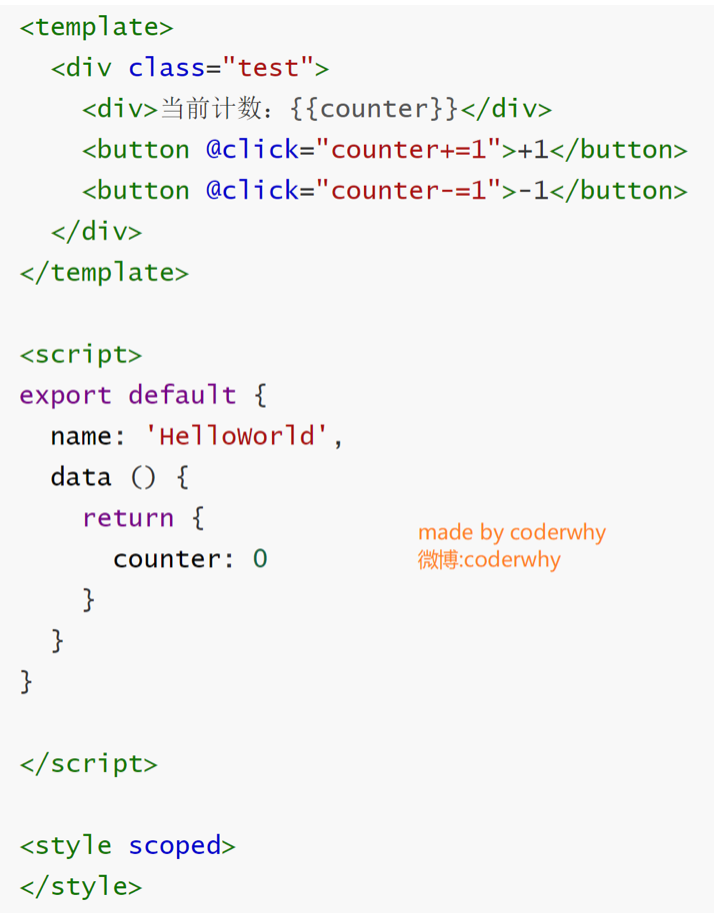 <template>
  <div class="test">
    <div>当前计数：{{counter}}</div>
    <button @click="counter+=1">+1</button>
    <button @click="counter-=1">-1</button>
  </div>
</template>

<script>
export default {
  name: 'HelloWorld',
  data () {
    return {
      counter: 0
    }
  }
}
made by coderwhy
微博:coderwhy

</script>

<style scoped>
</style>